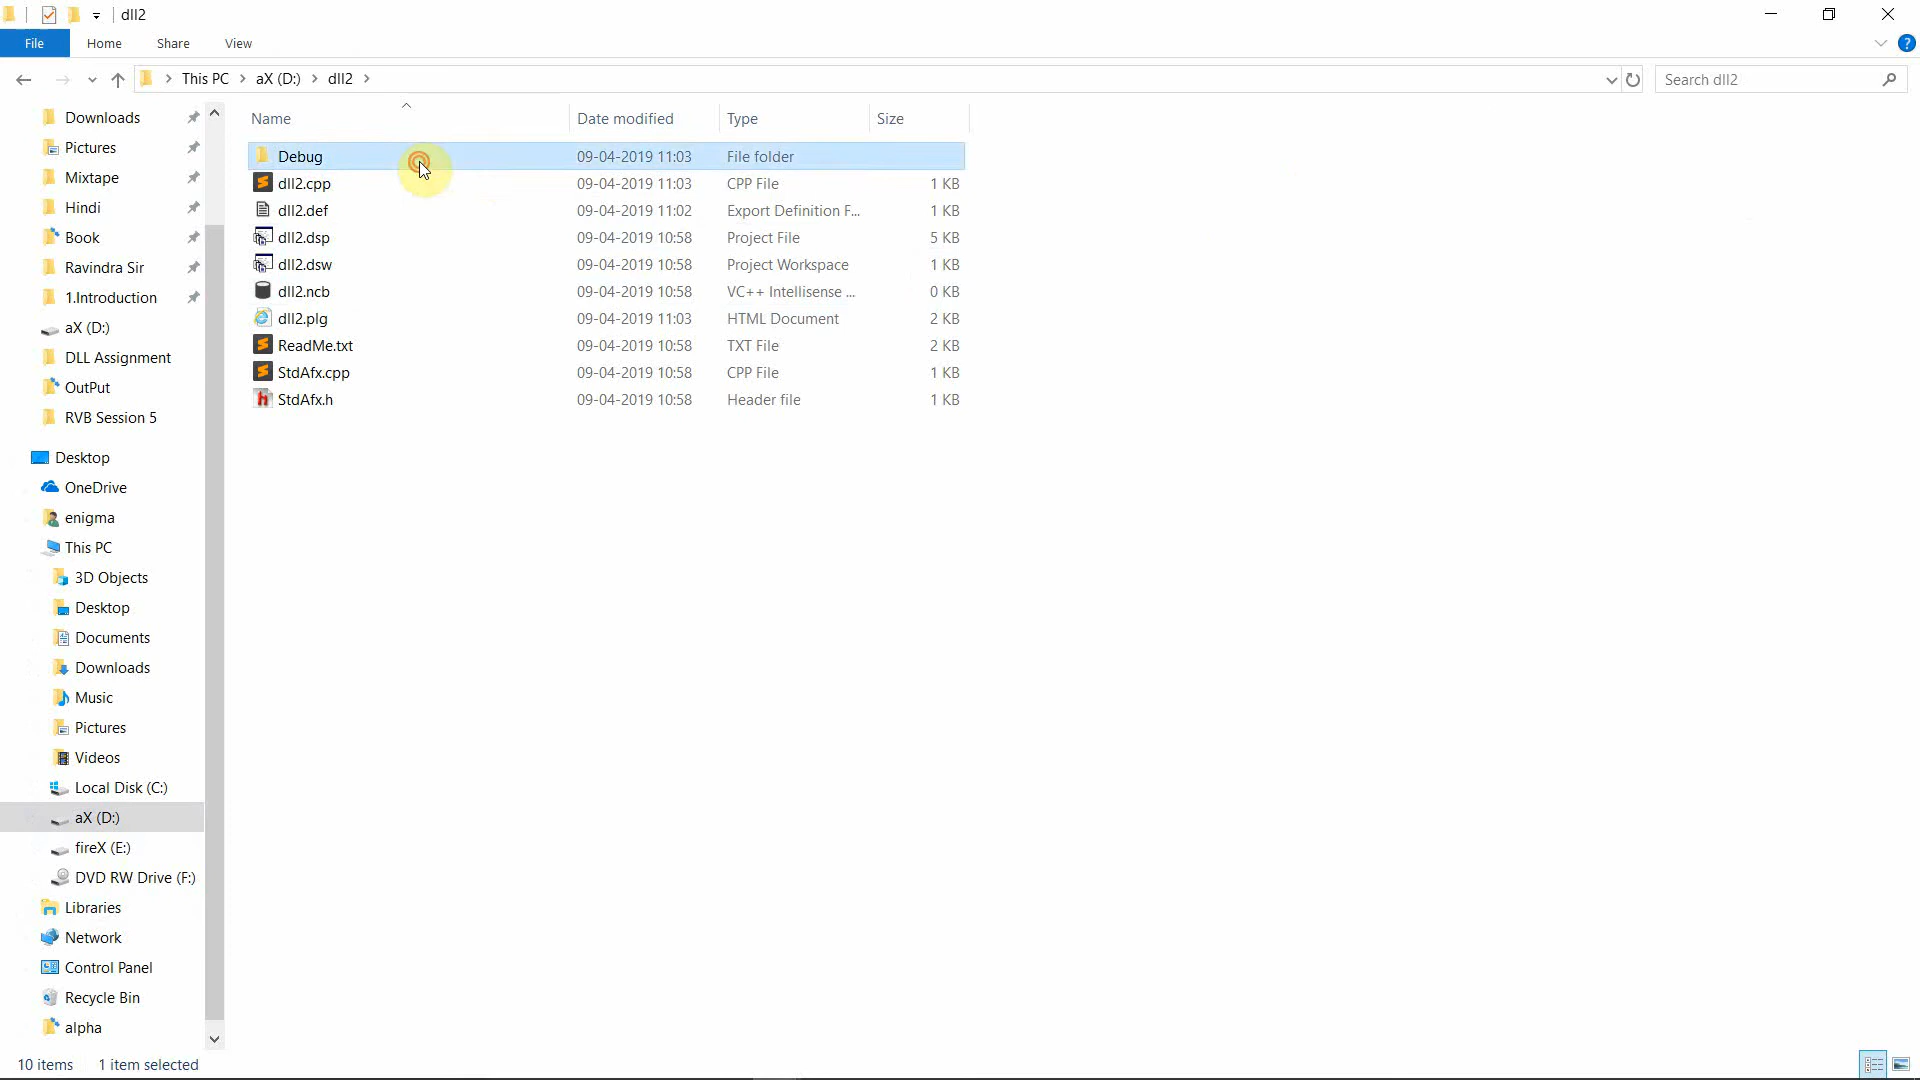 dll2
File Home Share View
This PC aX (D:) dll2
Search dll2
Downloads
Pictures
Mixtape
Hindi
Book
Ravindra Sir
1.Introduction
aX (D:)
DLL Assignment
OutPut
RVB Session 5
Desktop
OneDrive
enigma
This PC
3D Objects
Desktop
Documents
Downloads
Music
Pictures
Videos
Local Disk (C:)
aX (D:)
fireX (E:)
DVD RW Drive (F:)
Libraries
Network
Control Panel
Recycle Bin
alpha
Name Date modified Type Size
Debug 09-04-2019 11:03 File folder
dll2.cpp 09-04-2019 11:03 CPP File 1 KB
dll2.def 09-04-2019 11:02 Export Definition F... 1 KB
dll2.dsp 09-04-2019 10:58 Project File 5 KB
dll2.dsw 09-04-2019 10:58 Project Workspace 1 KB
dll2.ncb 09-04-2019 10:58 VC++ Intellisense ... 0 KB
dll2.plg 09-04-2019 11:03 HTML Document 2 KB
ReadMe.txt 09-04-2019 10:58 TXT File 2 KB
StdAfx.cpp 09-04-2019 10:58 CPP File 1 KB
StdAfx.h 09-04-2019 10:58 Header file 1 KB
10 items 1 item selected